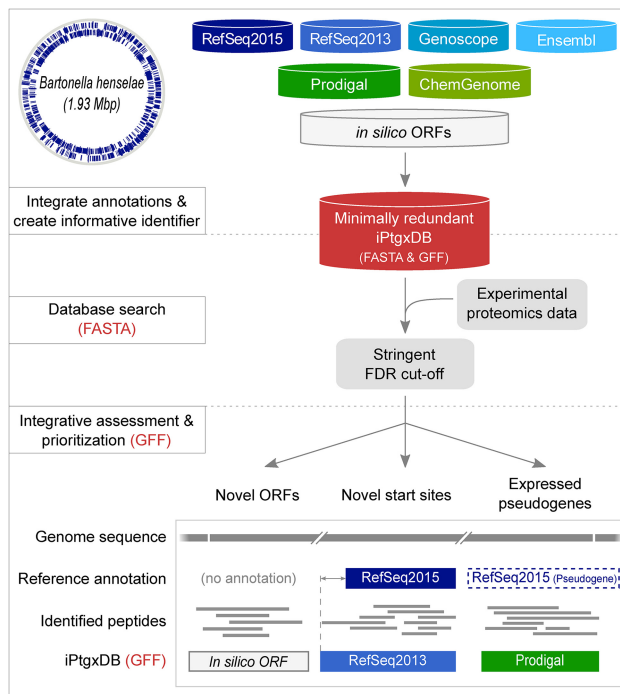 RefSeq2015
RefSeq2013
Genoscope
Ensembl
Bartonella henselae
(1.93 Mbp)
Prodigal
ChemGenome
in silico ORFs
Integrate annotations &
create informative identifier
Minimally redundant
iPtgxDB
(FASTA & GFF)
Database search
(FASTA)
Experimental
proteomics data
Stringent
FDR cut-off
Integrative assessment &
prioritization (GFF)
Novel ORFs
Novel start sites
Expressed
pseudogenes
Genome sequence
Reference annotation
(no annotation)
RefSeq2015
RefSeq2015 (Pseudogene)
Identified peptides
iPtgxDB (GFF)
In silico ORF
RefSeq2013
Prodigal